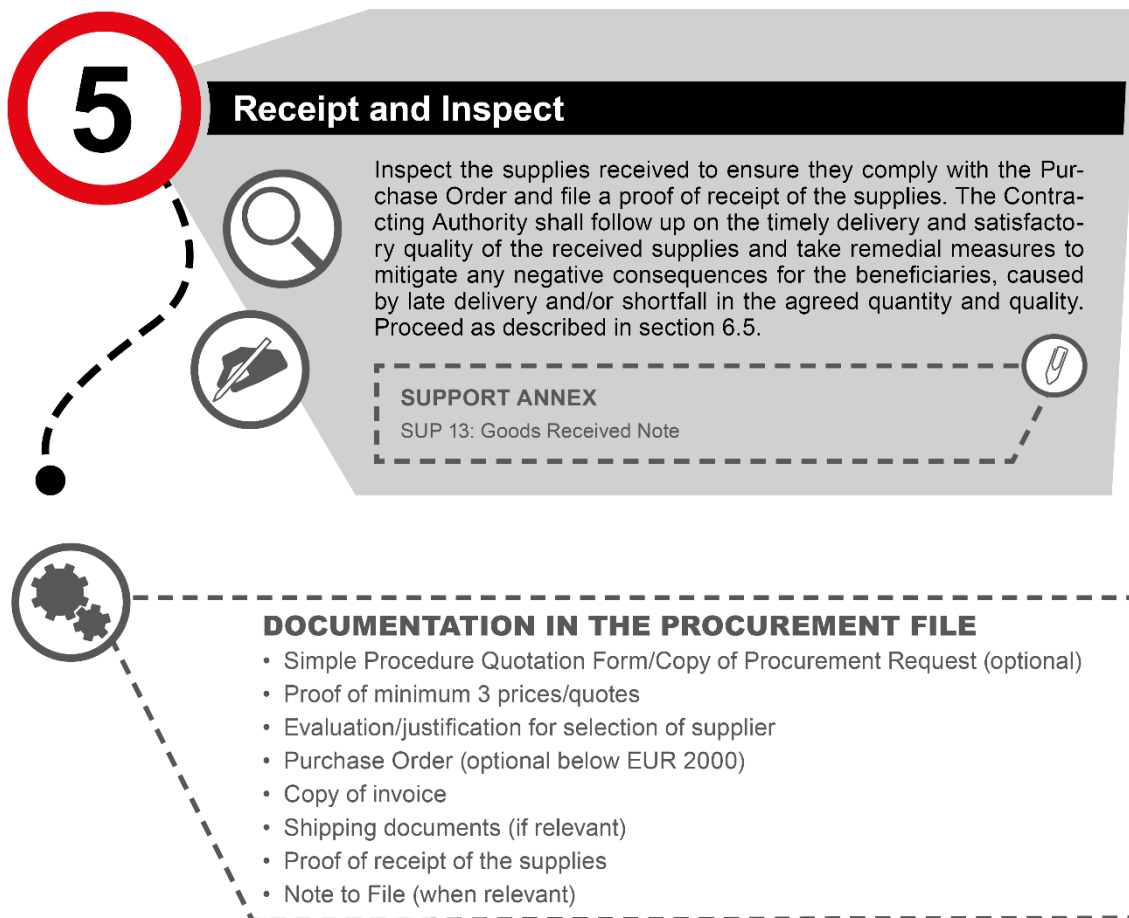 5
Receipt and Inspect
Inspect the supplies received to ensure they comply with the Pur-
chase Order and file a proof of receipt of the supplies. The Contra-
cting Authority shall follow up on the timely delivery and satisfacto-
ry quality of the received supplies and take remedial measures to
mitigate any negative consequences for the beneficiaries, caused
by late delivery and/or shortfall in the agreed quantity and quality.
Proceed as described in section 6.5.
SUPPORT ANNEX
SUP 13: Goods Received Note
DOCUMENTATION IN THE PROCUREMENT FILE
• Simple Procedure Quotation Form/Copy of Procurement Request (optional)
• Proof of minimum 3 prices/quotes
• Evaluation/justification for selection of supplier
• Purchase Order (optional below EUR 2000)
• Copy of invoice
• Shipping documents (if relevant)
• Proof of receipt of the supplies
• Note to File (when relevant)